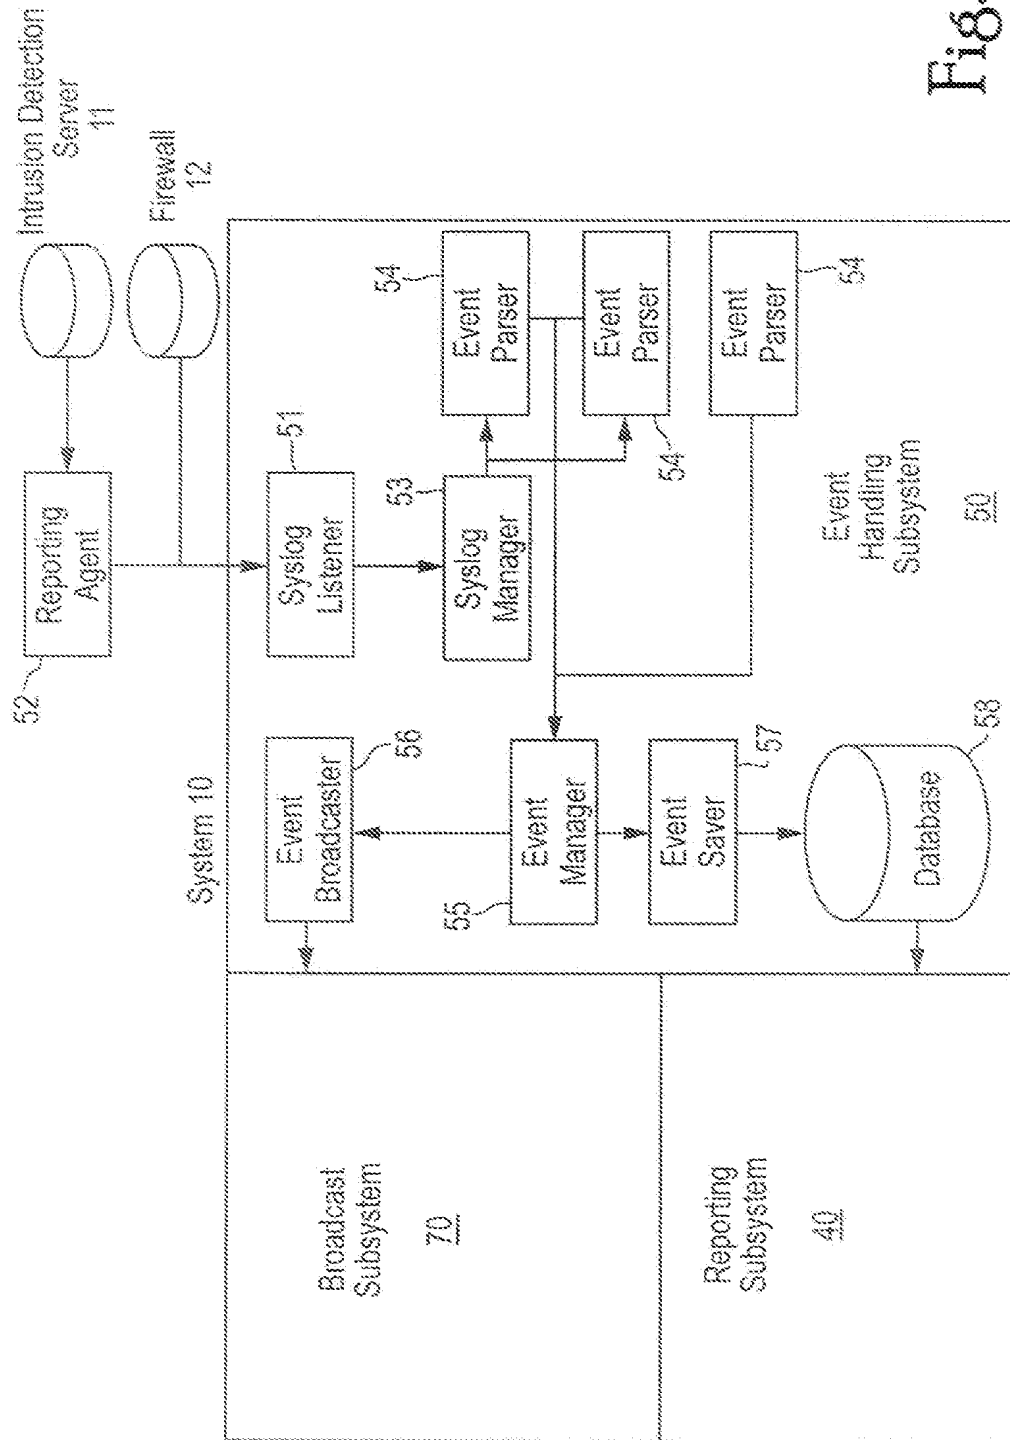 Intrusion Detection
Server
11
Firewall
12
Reporting
Agent
52
System 10
Syslog
Listener
51
Syslog
Manager
53
Event
Parser
54
Event
Parser
54
Event
Parser
54
Event
Broadcaster
56
Event
Manager
55
Event
Saver
57
Database
58
Event
Handling
Subsystem
50
Broadcast
Subsystem
70
Reporting
Subsystem
40
Fig.